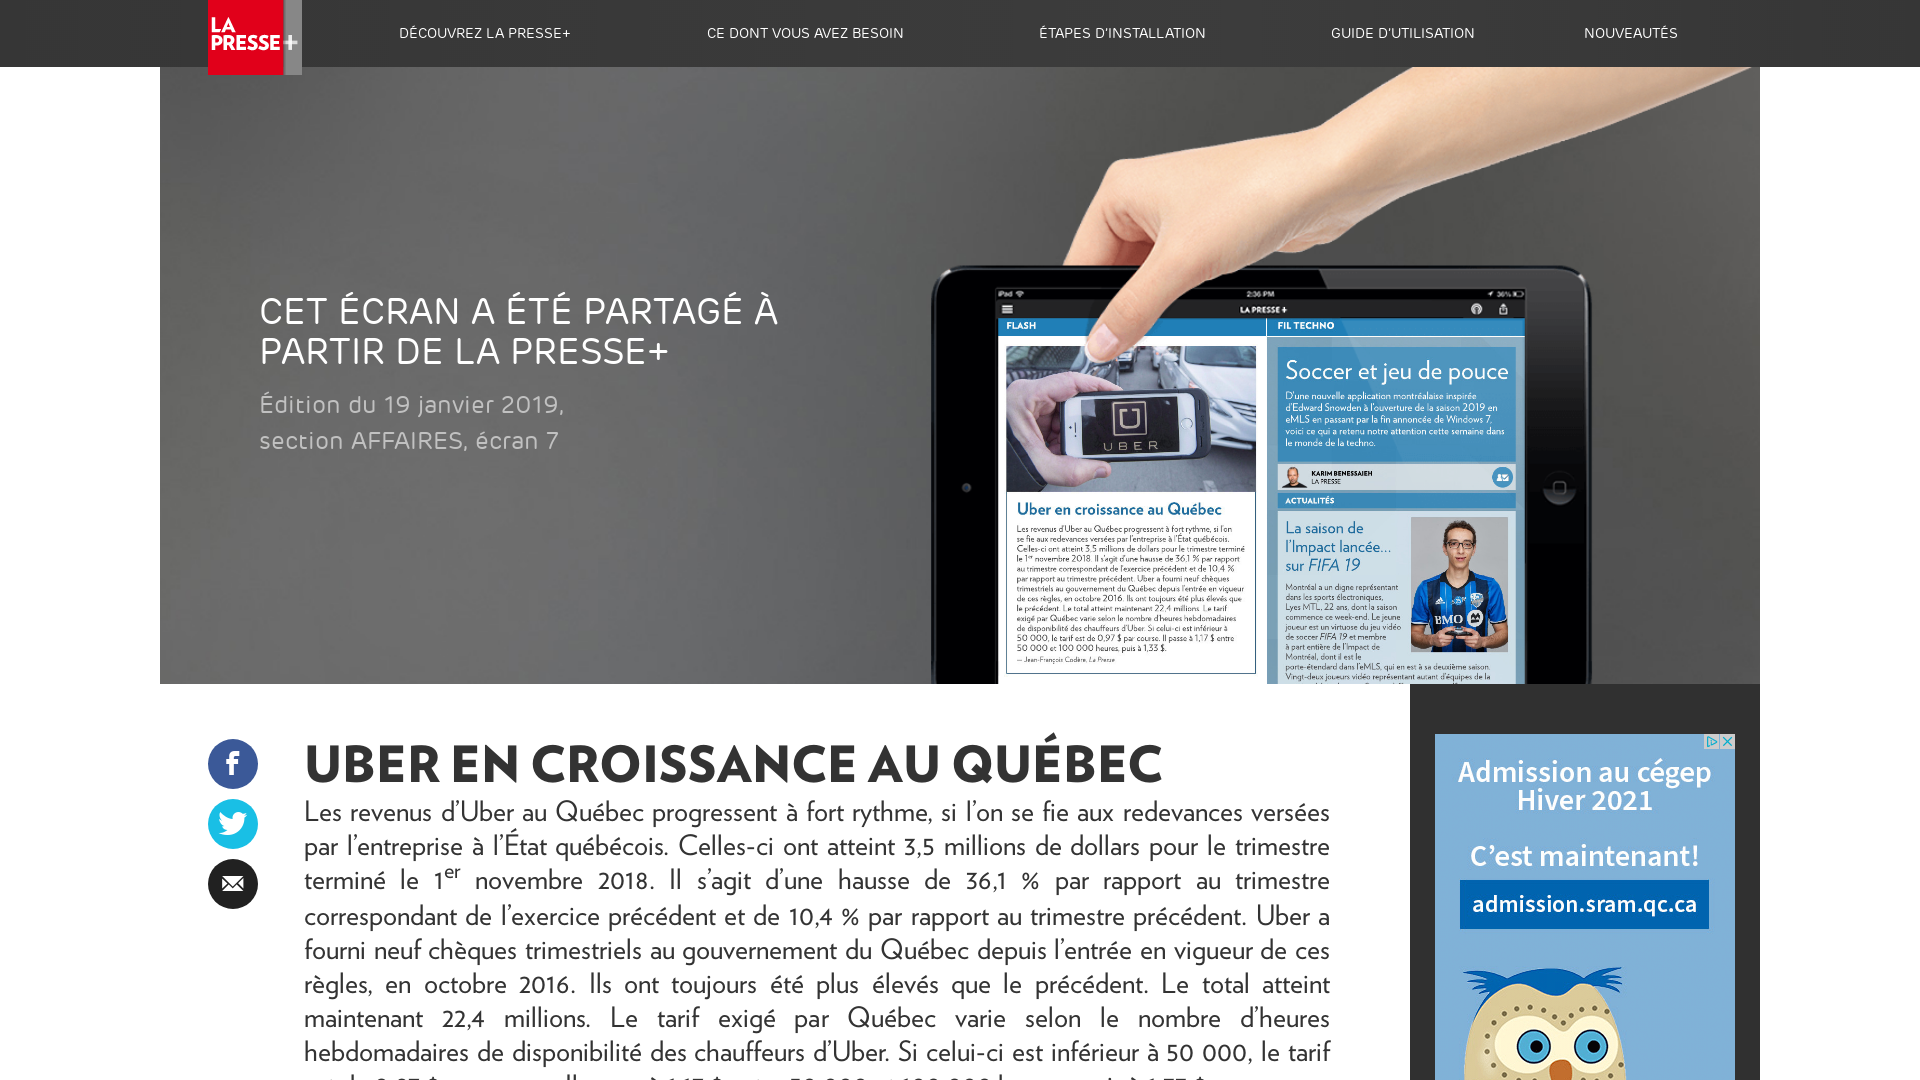 LA PRESSE+
DÉCOUVREZ LA PRESSE+
CE DONT VOUS AVEZ BESOIN
ÉTAPES D'INSTALLATION
GUIDE D'UTILISATION
NOUVEAUTÉS
CET ÉCRAN A ÉTÉ PARTAGÉ À
PARTIR DE LA PRESSE+
Édition du 19 janvier 2019,
section AFFAIRES, écran 7
iPad
2:36 PM
36%
LA PRESSE+
FLASH
UBER
Uber en croissance au Québec
Les revenus d'Uber au Québec progressent à fort rythme, si l'on
se fie aux redevances versées par l'entreprise à l'État québécois.
Celles-ci ont atteint 3,5 millions de dollars pour le trimestre terminé
le 1er novembre 2018. Il s'agit d'une hausse de 36,1 % par rapport
au trimestre correspondant de l'exercice précédent et de 10,4 %
par rapport au trimestre précédent. Uber a fourni neuf chèques
trimestriels au gouvernement du Québec depuis l'entrée en vigueur
de ces règles, en octobre 2016. Ils ont toujours été plus élevés que
le précédent. Le total atteint maintenant 22,4 millions. Le tarif
exigé par Québec varie selon le nombre d'heures hebdomadaires
de disponibilité des chauffeurs d'Uber. Si celui-ci est inférieur à
50 000, le tarif est de 0,97 $ par course. Il passe à 1,17 $ entre
50 000 et 100 000 heures, puis à 1,33 $.
— Jean-François Codère, La Presse
FIL TECHNO
Soccer et jeu de pouce
D'une nouvelle application montréalaise inspirée
d'Edward Snowden à l'ouverture de la saison 2019 en
eMLS en passant par la fin annoncée de Windows 7,
voici ce qui a retenu notre attention cette semaine dans
le monde de la techno.
KARIM BENESSAIEH
LA PRESSE
ACTUALITÉS
La saison de
l'Impact lancée…
sur FIFA 19
Montréal a un digne représentant
dans les sports électroniques,
Lyes MTL, 22 ans, dont la saison
commence ce week-end. Le jeune
joueur est un virtuose du jeu vidéo
de soccer FIFA 19 et membre
à part entière de l'Impact de
Montréal, dont il est le
porte-étendard dans l'eMLS, qui en est à sa deuxième saison.
Vingt-deux joueurs vidéo représentant autant d'équipes de la
BMO
UBER EN CROISSANCE AU QUÉBEC
Les revenus d'Uber au Québec progressent à fort rythme, si l'on se fie aux redevances versées
par l'entreprise à l'État québécois. Celles-ci ont atteint 3,5 millions de dollars pour le trimestre
terminé le 1er novembre 2018. Il s'agit d'une hausse de 36,1 % par rapport au trimestre
correspondant de l'exercice précédent et de 10,4 % par rapport au trimestre précédent. Uber a
fourni neuf chèques trimestriels au gouvernement du Québec depuis l'entrée en vigueur de ces
règles, en octobre 2016. Ils ont toujours été plus élevés que le précédent. Le total atteint
maintenant 22,4 millions. Le tarif exigé par Québec varie selon le nombre d'heures
hebdomadaires de disponibilité des chauffeurs d'Uber. Si celui-ci est inférieur à 50 000, le tarif
Admission au cégep
Hiver 2021
C'est maintenant!
admission.sram.qc.ca